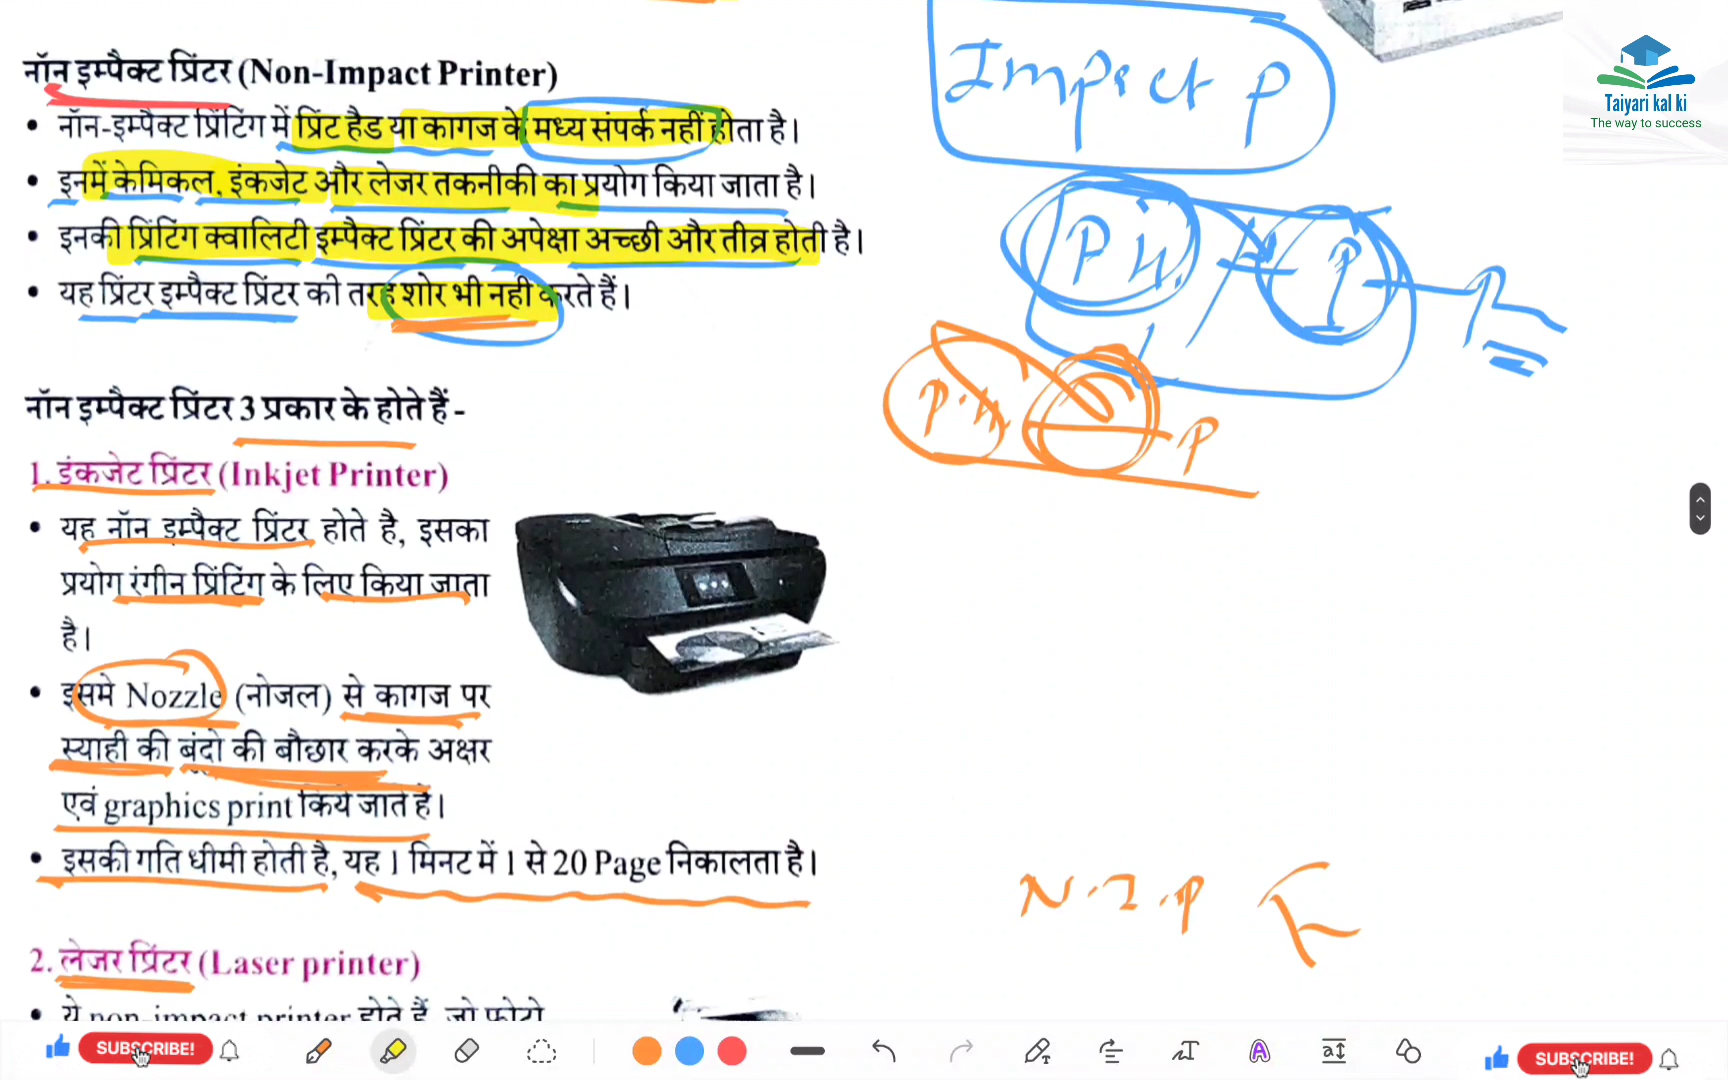 नॉन इम्पैक्ट प्रिंटर (Non-Impact Printer)
• नॉन-इम्पैक्ट प्रिंटिंग में प्रिंट हैड या कागज के मध्य संपर्क नहीं होता है।
• इनमें केमिकल, इंकजेट और लेजर तकनीकी का प्रयोग किया जाता है।
• इनकी प्रिंटिंग क्वालिटी इम्पैक्ट प्रिंटर की अपेक्षा अच्छी और तीव्र होती है।
• यह प्रिंटर इम्पैक्ट प्रिंटर की तरह शोर भी नही करते हैं।
नॉन इम्पैक्ट प्रिंटर 3 प्रकार के होते हैं -
1. इंकजेट प्रिंटर (Inkjet Printer)
• यह नॉन इम्पैक्ट प्रिंटर होते है, इसका
प्रयोग रंगीन प्रिंटिंग के लिए किया जाता
है।
• इसमे Nozzle (नोजल) से कागज पर
स्याही की बूंदो की बौछार करके अक्षर
एवं graphics print किये जाते है।
• इसकी गति धीमी होती है, यह 1 मिनट में 1 से 20 Page निकालता है।
2. लेजर प्रिंटर (Laser printer)
• ये non-impact printer होते हैं, जो फोटो
Impact P
P.H.
P
P.H
P
N.I.P
Taiyari kal ki
The way to success
SUBSCRIBE!
SUBSCRIBE!